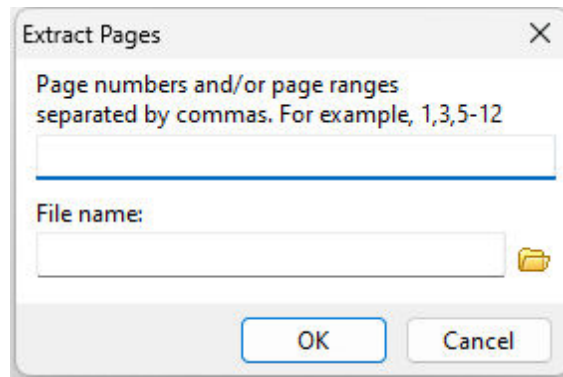 Extract Pages
Page numbers and/or page ranges
separated by commas. For example, 1,3,5-12
File name:
OK
Cancel